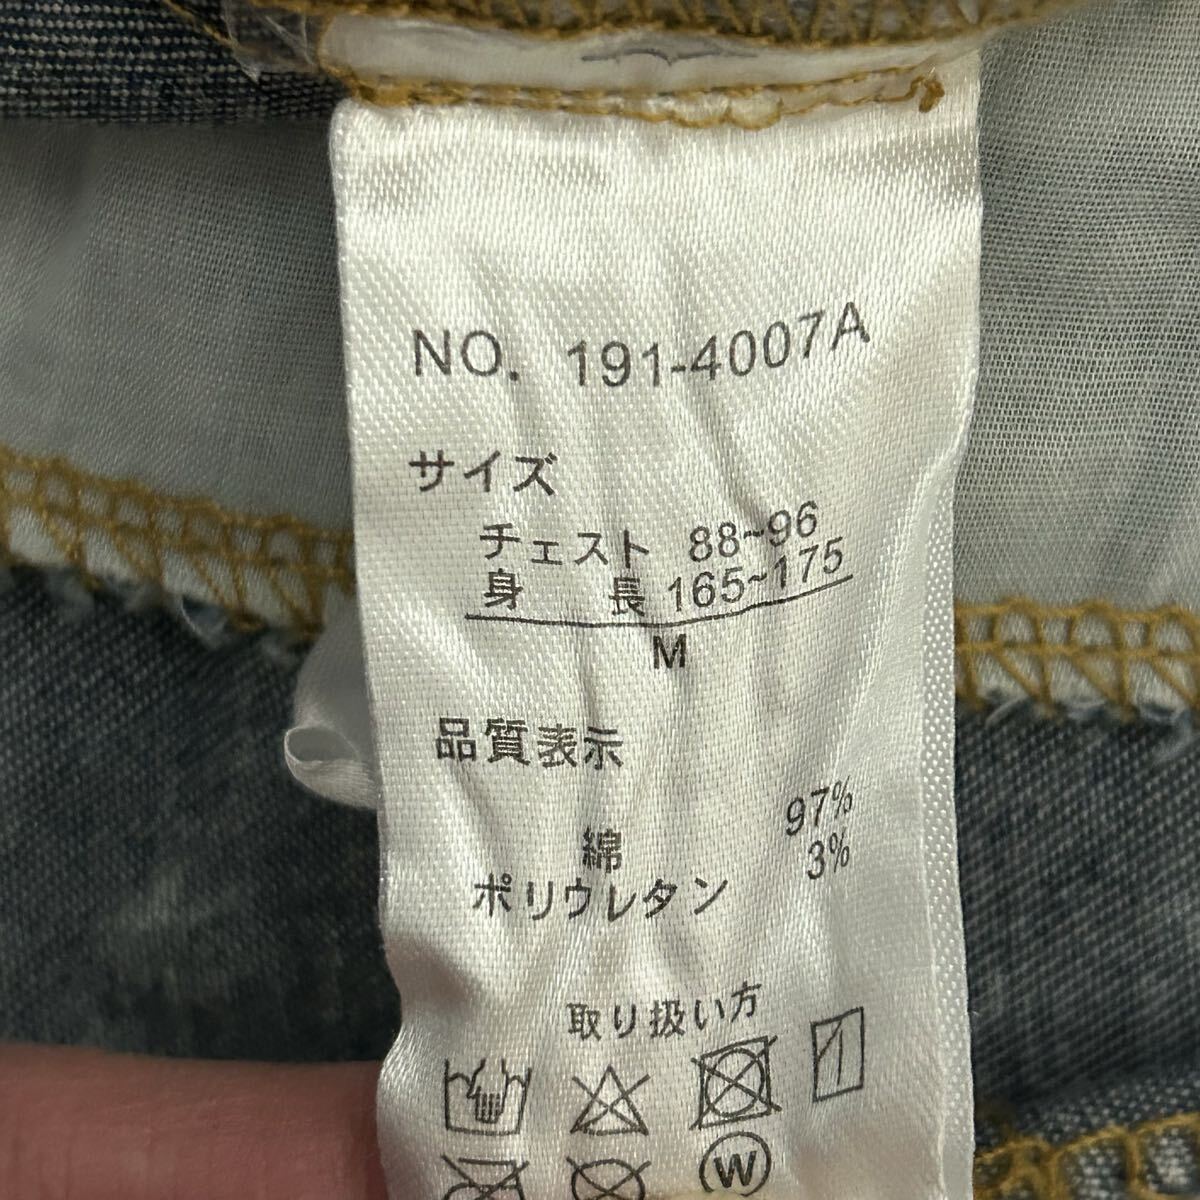 NO. 191-4007A
サイズ
チェスト 88~96
身 長 165~175
M
品質表示
綿 97%
ポリウレタン 3%
取り扱い方
W